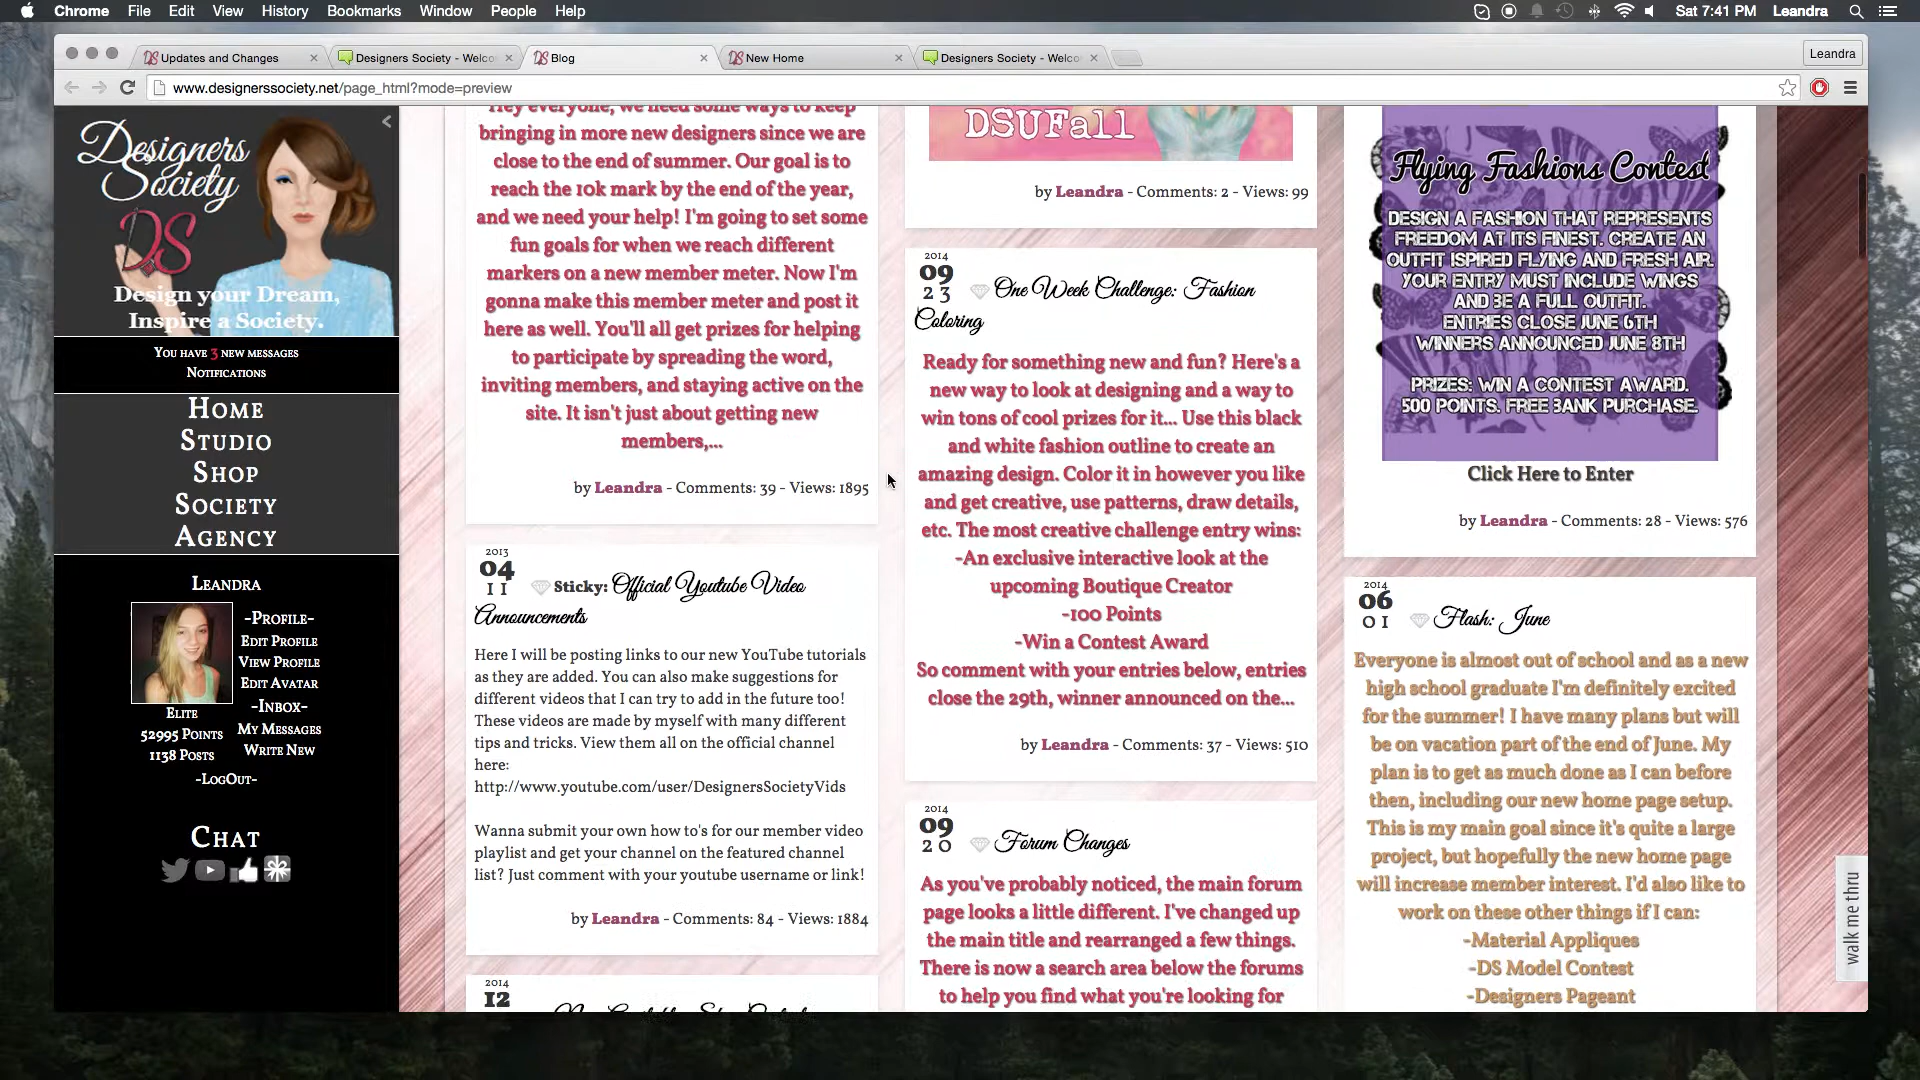 Chrome File Edit View History Bookmarks Window People Help
Sat 7:41 PM Leandra
Updates and Changes
Designers Society - Welco
Blog
New Home
Designers Society - Welco
Leandra
www.designerssociety.net/page_html?mode=preview
Designers
Society
DS
Design your Dream,
Inspire a Society.
You have 3 new messages
Notifications
Home
Studio
Shop
Society
Agency
Leandra
-Profile-
Edit Profile
View Profile
Edit Avatar
-Inbox-
My Messages
Write New
Elite
52995 Points
1138 Posts
-LogOut-
Chat
Hey everyone, we need some ways to keep
bringing in more new designers since we are
close to the end of summer. Our goal is to
reach the 10k mark by the end of the year,
and we need your help! I'm going to set some
fun goals for when we reach different
markers on a new member meter. Now I'm
gonna make this member meter and post it
here as well. You'll all get prizes for helping
to participate by spreading the word,
inviting members, and staying active on the
site. It isn't just about getting new
members,...
by Leandra - Comments: 39 - Views: 1895
2013
04
11
Sticky: Official Youtube Video
Announcements
Here I will be posting links to our new YouTube tutorials
as they are added. You can also make suggestions for
different videos that I can try to add in the future too!
These videos are made by myself with many different
tips and tricks. View them all on the official channel
here:
http://www.youtube.com/user/DesignersSocietyVids
Wanna submit your own how to's for our member video
playlist and get your channel on the featured channel
list? Just comment with your youtube username or link!
by Leandra - Comments: 84 - Views: 1884
2014
12
DSUFall
by Leandra - Comments: 2 - Views: 99
2014
09
23
One Week Challenge: Fashion
Coloring
Ready for something new and fun? Here's a
new way to look at designing and a way to
win tons of cool prizes for it... Use this black
and white fashion outline to create an
amazing design. Color it in however you like
and get creative, use patterns, draw details,
etc. The most creative challenge entry wins:
-An exclusive interactive look at the
upcoming Boutique Creator
-100 Points
-Win a Contest Award
So comment with your entries below, entries
close the 29th, winner announced on the...
by Leandra - Comments: 37 - Views: 510
2014
09
20
Forum Changes
As you've probably noticed, the main forum
page looks a little different. I've changed up
the main title and rearranged a few things.
There is now a search area below the forums
to help you find what you're looking for
Flying Fashions Contest
DESIGN A FASHION THAT REPRESENTS
FREEDOM AT ITS FINEST. CREATE AN
OUTFIT ISPIRED FLYING AND FRESH AIR.
YOUR ENTRY MUST INCLUDE WINGS
AND BE A FULL OUTFIT.
ENTRIES CLOSE JUNE 6TH
WINNERS ANNOUNCED JUNE 8TH
PRIZES: WIN A CONTEST AWARD.
500 POINTS. FREE BANK PURCHASE.
Click Here to Enter
by Leandra - Comments: 28 - Views: 576
2014
06
01
Flash: June
Everyone is almost out of school and as a new
high school graduate I'm definitely excited
for the summer! I have many plans but will
be on vacation part of the end of June. My
plan is to get as much done as I can before
then, including our new home page setup.
This is my main goal since it's quite a large
project, but hopefully the new home page
will increase member interest. I'd also like to
work on these other things if I can:
-Material Appliques
-DS Model Contest
-Designers Pageant
walk me thru